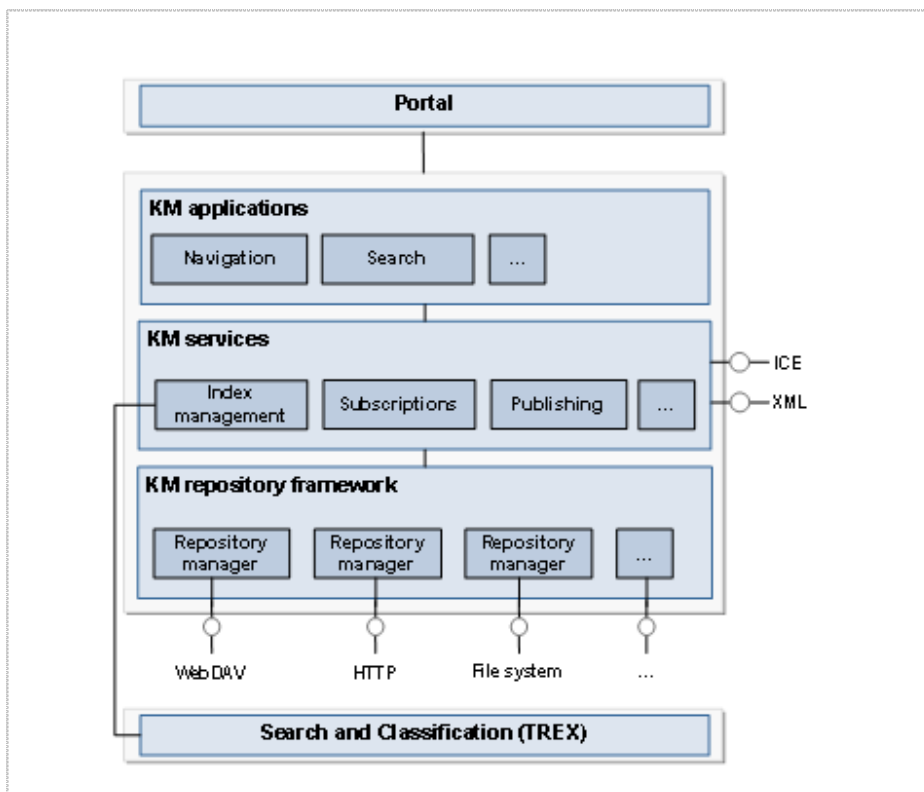 Portal
KM applications
Navigation
Search
...
KM services
ICE
Index
management
Subscriptions
Publishing
...
XML
KM repository framework
Repository
manager
Repository
manager
Repository
manager
...
WebDAV
HTTP
File system
...
Search and Classification (TREX)